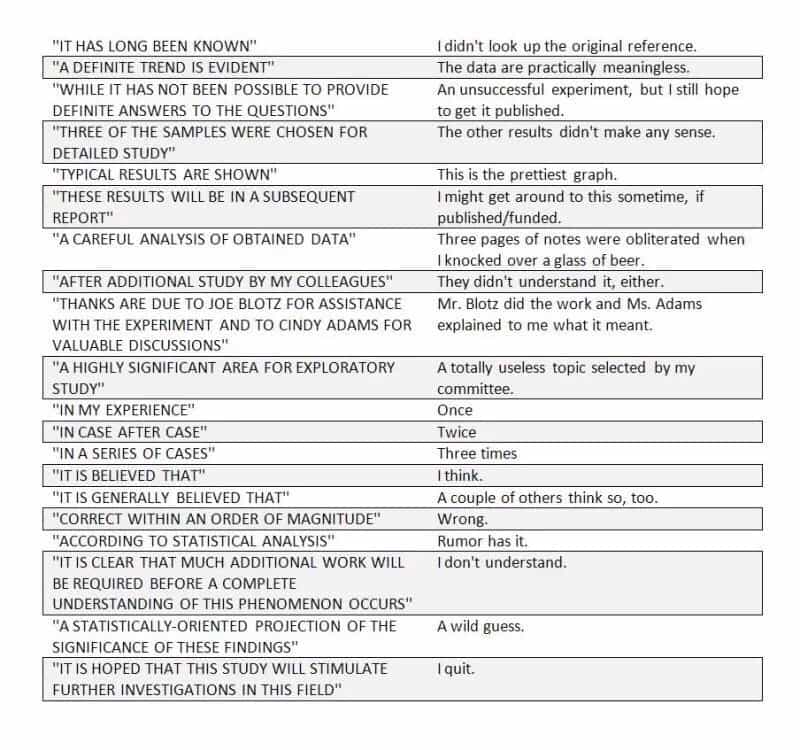 "IT HAS LONG BEEN KNOWN" I didn't look up the original reference.
"A DEFINITE TREND IS EVIDENT" The data are practically meaningless.
"WHILE IT HAS NOT BEEN POSSIBLE TO PROVIDE An unsuccessful experiment, but I still hope
DEFINITE ANSWERS TO THE QUESTIONS" to get it published.
"THREE OF THE SAMPLES WERE CHOSEN FOR The other results didn't make any sense.
DETAILED STUDY"
"TYPICAL RESULTS ARE SHOWN" This is the prettiest graph.
"THESE RESULTS WILL BE IN A SUBSEQUENT I might get around to this sometime, if
REPORT" published/funded.
"A CAREFUL ANALYSIS OF OBTAINED DATA" Three pages of notes were obliterated when
I knocked over a glass of beer.
"AFTER ADDITIONAL STUDY BY MY COLLEAGUES" They didn't understand it, either.
"THANKS ARE DUE TO JOE BLOTZ FOR ASSISTANCE Mr. Blotz did the work and Ms. Adams
WITH THE EXPERIMENT AND TO CINDY ADAMS FOR explained to me what it meant.
VALUABLE DISCUSSIONS"
"A HIGHLY SIGNIFICANT AREA FOR EXPLORATORY A totally useless topic selected by my
STUDY" committee.
"IN MY EXPERIENCE" Once
"IN CASE AFTER CASE" Twice
"IN A SERIES OF CASES" Three times
"IT IS BELIEVED THAT" I think.
"IT IS GENERALLY BELIEVED THAT" A couple of others think so, too.
"CORRECT WITHIN AN ORDER OF MAGNITUDE" Wrong.
"ACCORDING TO STATISTICAL ANALYSIS" Rumor has it.
"IT IS CLEAR THAT MUCH ADDITIONAL WORK WILL I don't understand.
BE REQUIRED BEFORE A COMPLETE
UNDERSTANDING OF THIS PHENOMENON OCCURS"
"A STATISTICALLY-ORIENTED PROJECTION OF THE A wild guess.
SIGNIFICANCE OF THESE FINDINGS"
"IT IS HOPED THAT THIS STUDY WILL STIMULATE I quit.
FURTHER INVESTIGATIONS IN THIS FIELD"